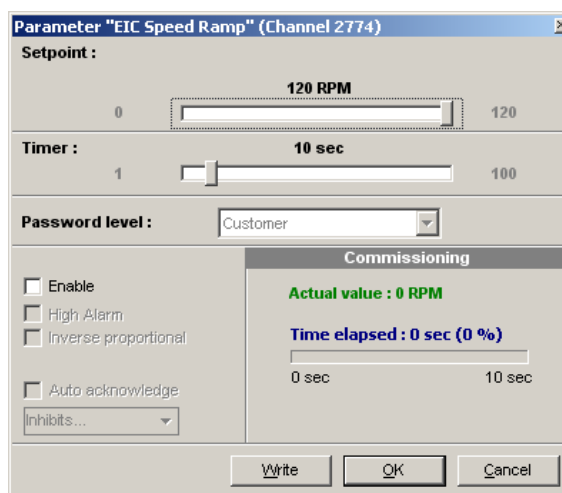 Parameter "EIC Speed Ramp" (Channel 2774)
Setpoint :
120 RPM
0 120
Timer : 10 sec
1 100
Password level : Customer
Commissioning
Enable
Actual value : 0 RPM
High Alarm
Inverse proportional
Time elapsed : 0 sec (0 %)
0 sec 10 sec
Auto acknowledge
Inhibits...
Write OK Cancel